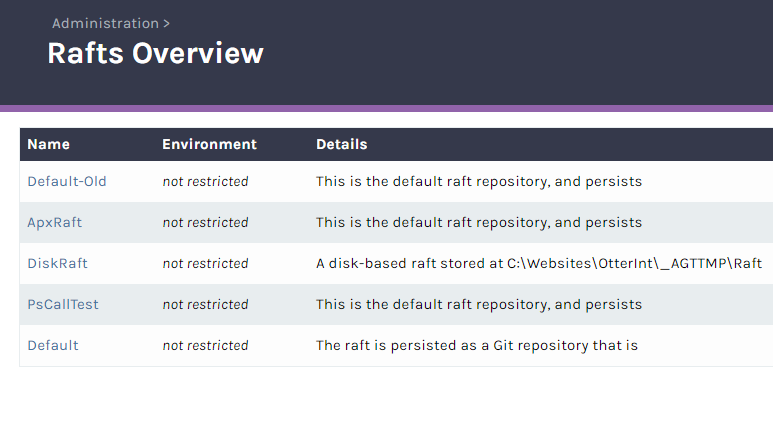 Administration >
Rafts Overview
Name Environment Details
Default-Old not restricted This is the default raft repository, and persists
ApxRaft not restricted This is the default raft repository, and persists
DiskRaft not restricted A disk-based raft stored at C:\Websites\OtterInt\_AGTTMP\Raft
PsCallTest not restricted This is the default raft repository, and persists
Default not restricted The raft is persisted as a Git repository that is